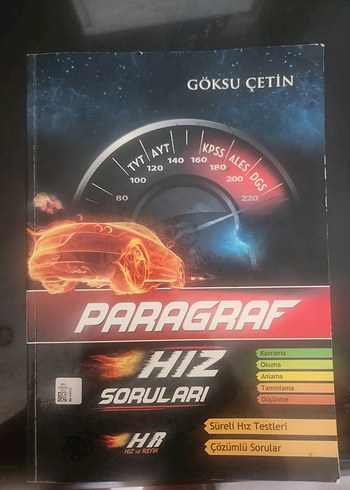 GÖKSU ÇETİN
TYT AYT KPSS ALES DGS
80 100 120 140 160 180 200 220
PARAGRAF
HIZ
SORULARI
Kavrama
Okuma
Anlama
Tanımlama
Düşünme
Süreli Hız Testleri
Çözümlü Sorular
HR
HIZ ve RENK